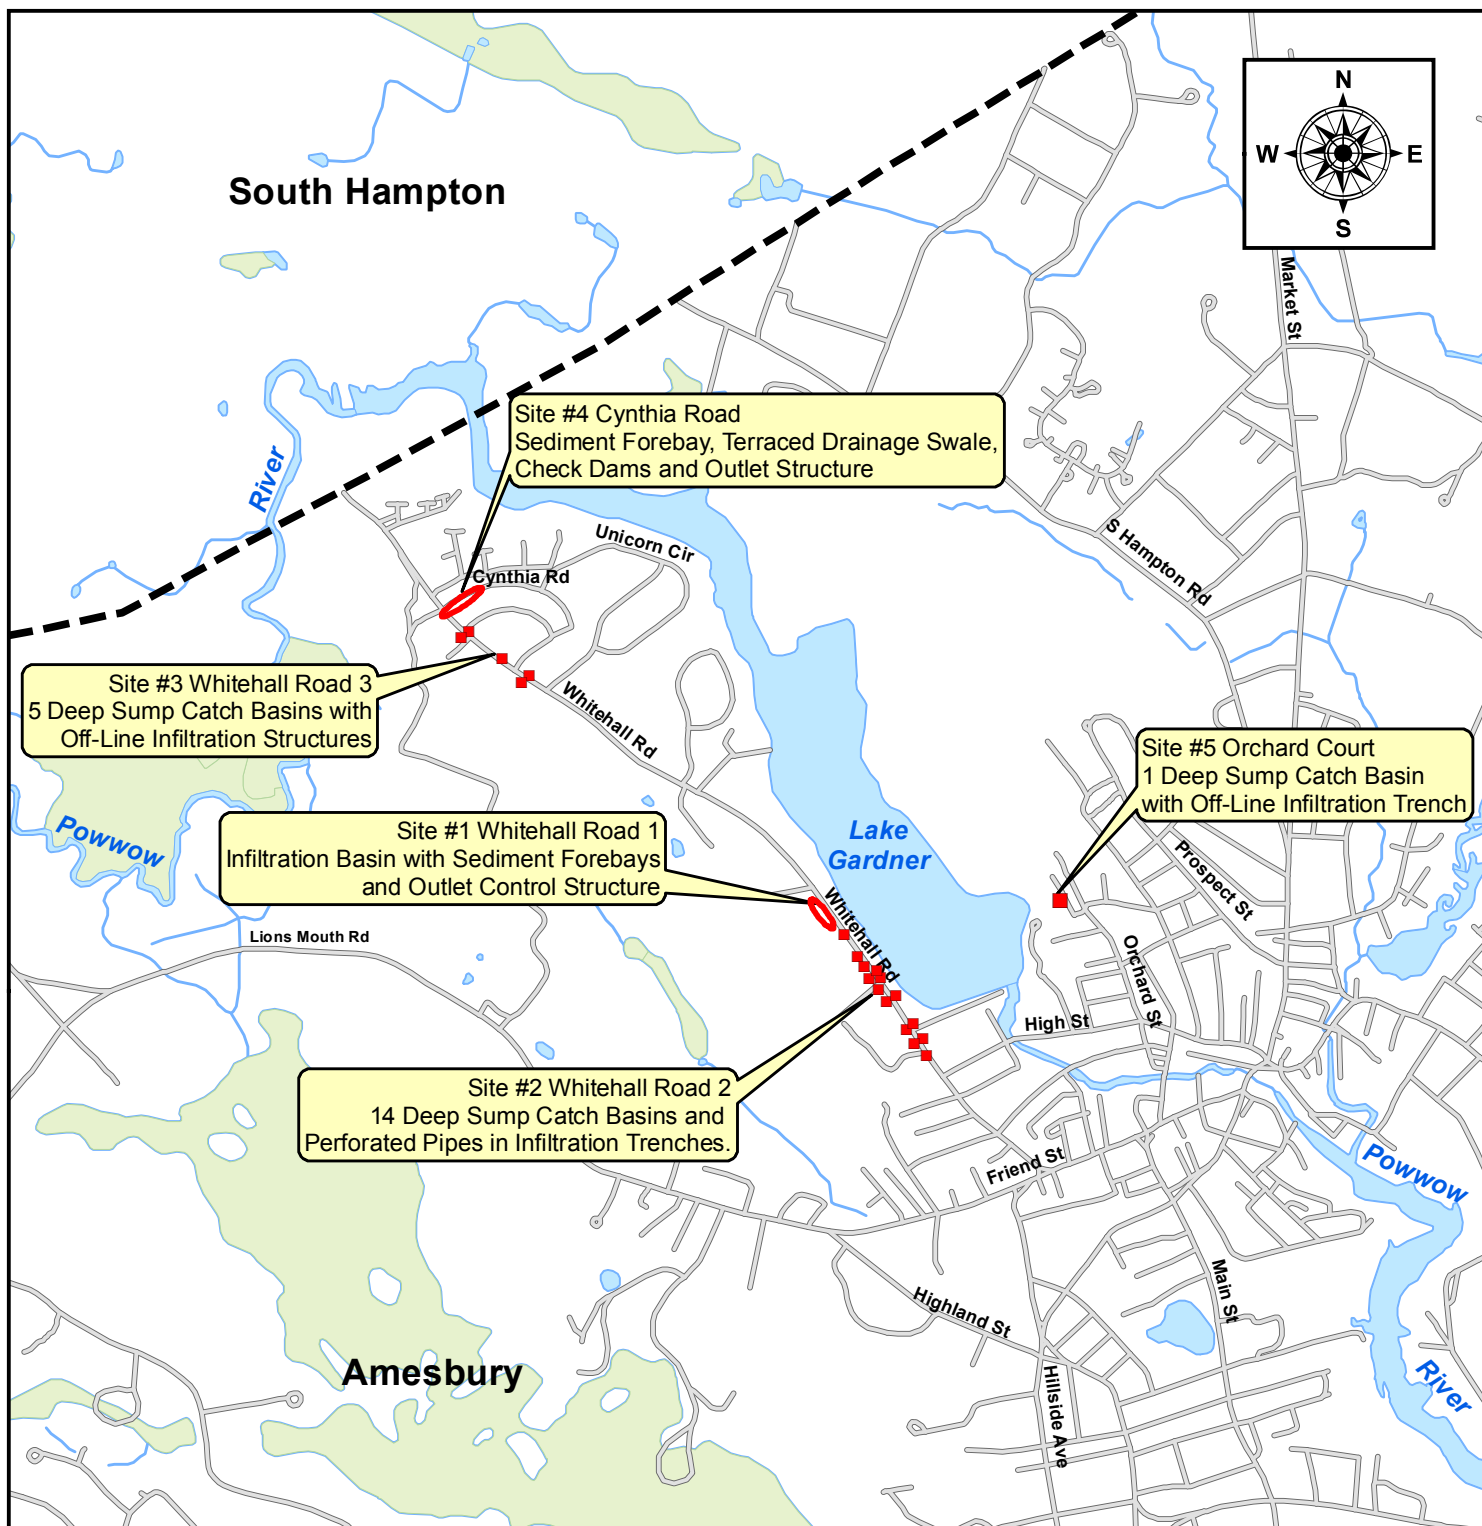 N
W
E
S
South Hampton
Market St
Site #4 Cynthia Road
Sediment Forebay, Terraced Drainage Swale,
Check Dams and Outlet Structure
River
Unicorn Cir
S Hampton Rd
Cynthia Rd
Site #3 Whitehall Road 3
5 Deep Sump Catch Basins with
Off-Line Infiltration Structures
Whitehall Rd
Site #5 Orchard Court
1 Deep Sump Catch Basin
with Off-Line Infiltration Trench
Powwow
Site #1 Whitehall Road 1
Infiltration Basin with Sediment Forebays
and Outlet Control Structure
Lake
Gardner
Prospect St
Whitehall Rd
Lions Mouth Rd
Orchard St
High St
Site #2 Whitehall Road 2
14 Deep Sump Catch Basins and
Perforated Pipes in Infiltration Trenches.
Friend St
Powwow
Main St
Highland St
Amesbury
Hillside Ave
River